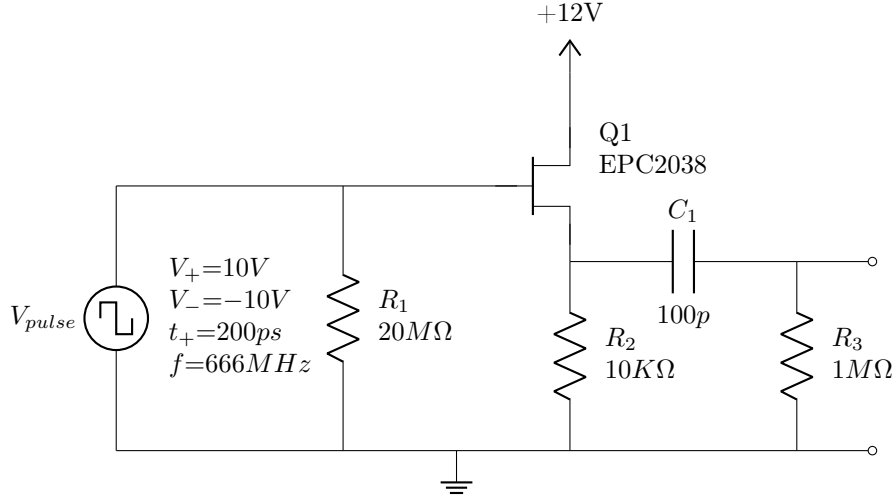 +12V
Q1
EPC2038
C₁
100p
V₊=10V
V₋=−10V
t₊=200ps
f=666MHz
Vpulse
R₁
20MΩ
R₂
10KΩ
R₃
1MΩ